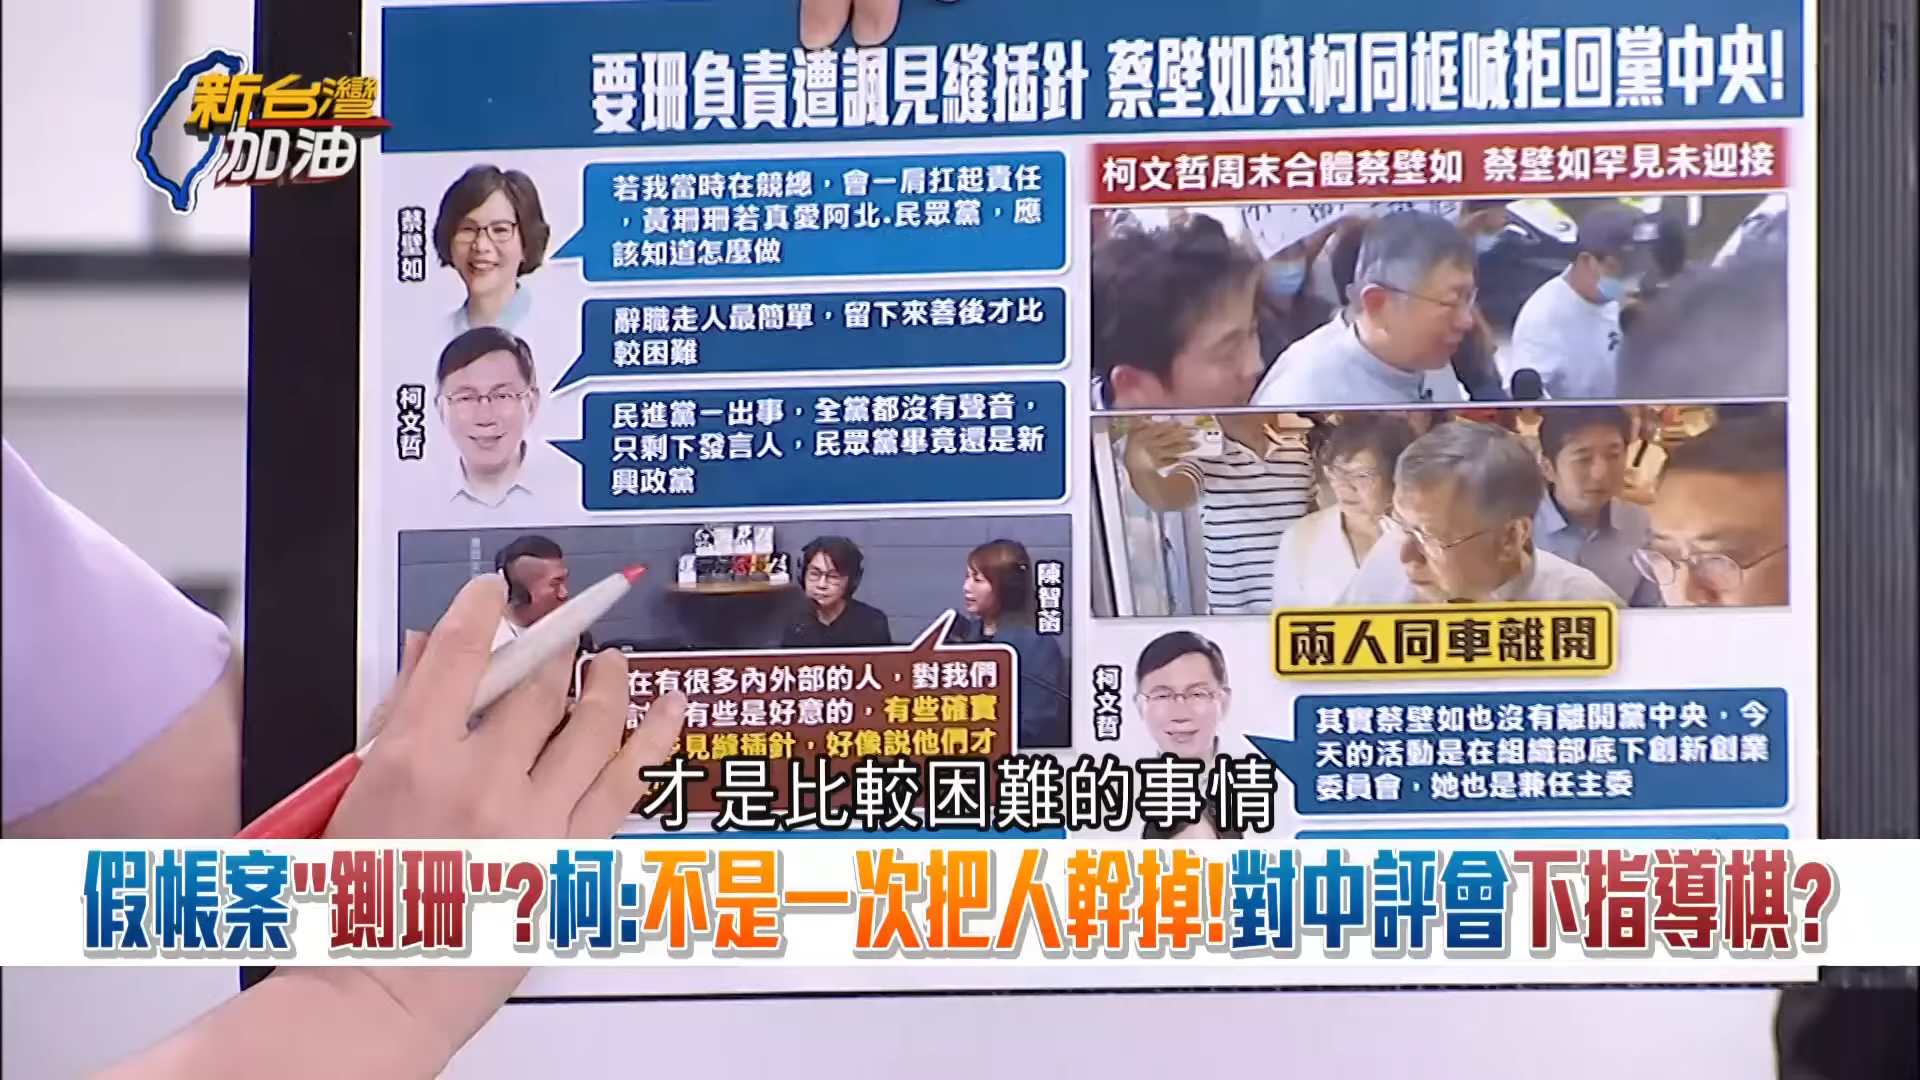 新台灣
加油
要珊負責遭諷見縫插針 蔡壁如與柯同框喊拒回黨中央!
蔡壁如
若我當時在競總，會一肩扛起責任
，黃珊珊若真愛阿北.民眾黨，應
該知道怎麼做
柯文哲
辭職走人最簡單，留下來善後才比
較困難
民進黨一出事，全黨都沒有聲音，
只剩下發言人，民眾黨畢竟還是新
興政黨
陳智菡
在有很多內外部的人，對我們
有些是好意的，有些確實
見縫插針，好像說他們才
柯文哲周末合體蔡壁如 蔡壁如罕見未迎接
兩人同車離開
柯文哲
其實蔡壁如也沒有離開黨中央，今
天的活動是在組織部底下創新創業
委員會，她也是兼任主委
才是比較困難的事情
假帳案"鍘珊"?柯:不是一次把人幹掉!對中評會下指導棋?